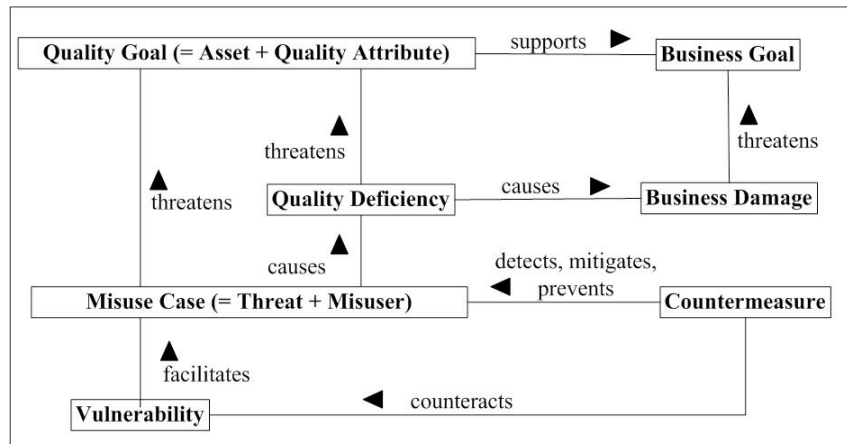 supports
Quality Goal (= Asset + Quality Attribute)
Business Goal
threatens
threatens
threatens
Quality Deficiency
causes
Business Damage
causes
detects, mitigates,
prevents
Misuse Case (= Threat + Misuser)
Countermeasure
facilitates
counteracts
Vulnerability